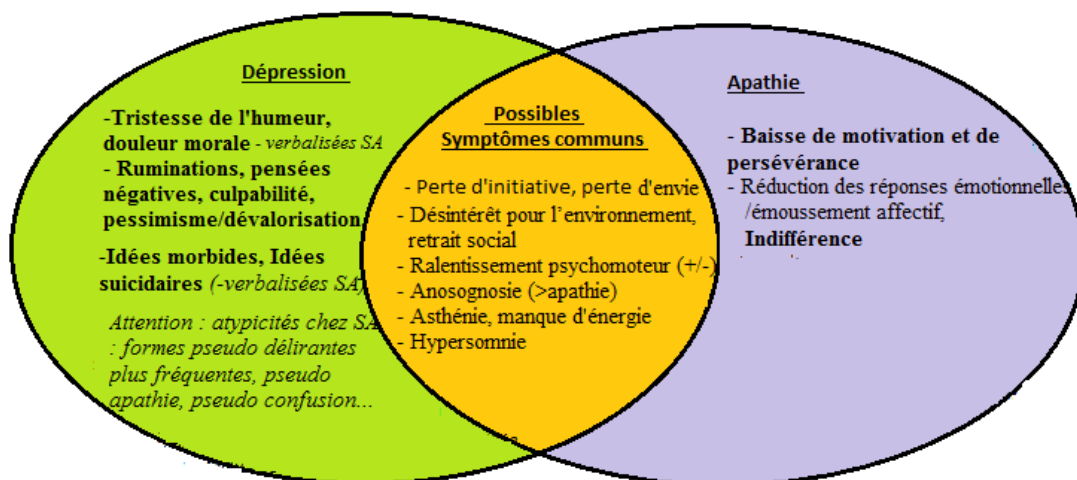 Dépression
-Tristesse de l'humeur,
douleur morale - verbalisées SA
- Ruminations, pensées
négatives, culpabilité,
pessimisme/dévalorisation,
-Idées morbides, Idées
suicidaires (-verbalisées SA)
Attention : atypicités chez SA
: formes pseudo délirantes
plus fréquentes, pseudo
apathie, pseudo confusion...
Possibles
Symptômes communs
- Perte d'initiative, perte d'envie
- Désintérêt pour l'environnement,
retrait social
- Ralentissement psychomoteur (+/-)
- Anosognosie (>apathie)
- Asthénie, manque d'énergie
- Hypersomnie
Apathie
- Baisse de motivation et de
persévérance
- Réduction des réponses émotionnelles
/émoussement affectif,
Indifférence